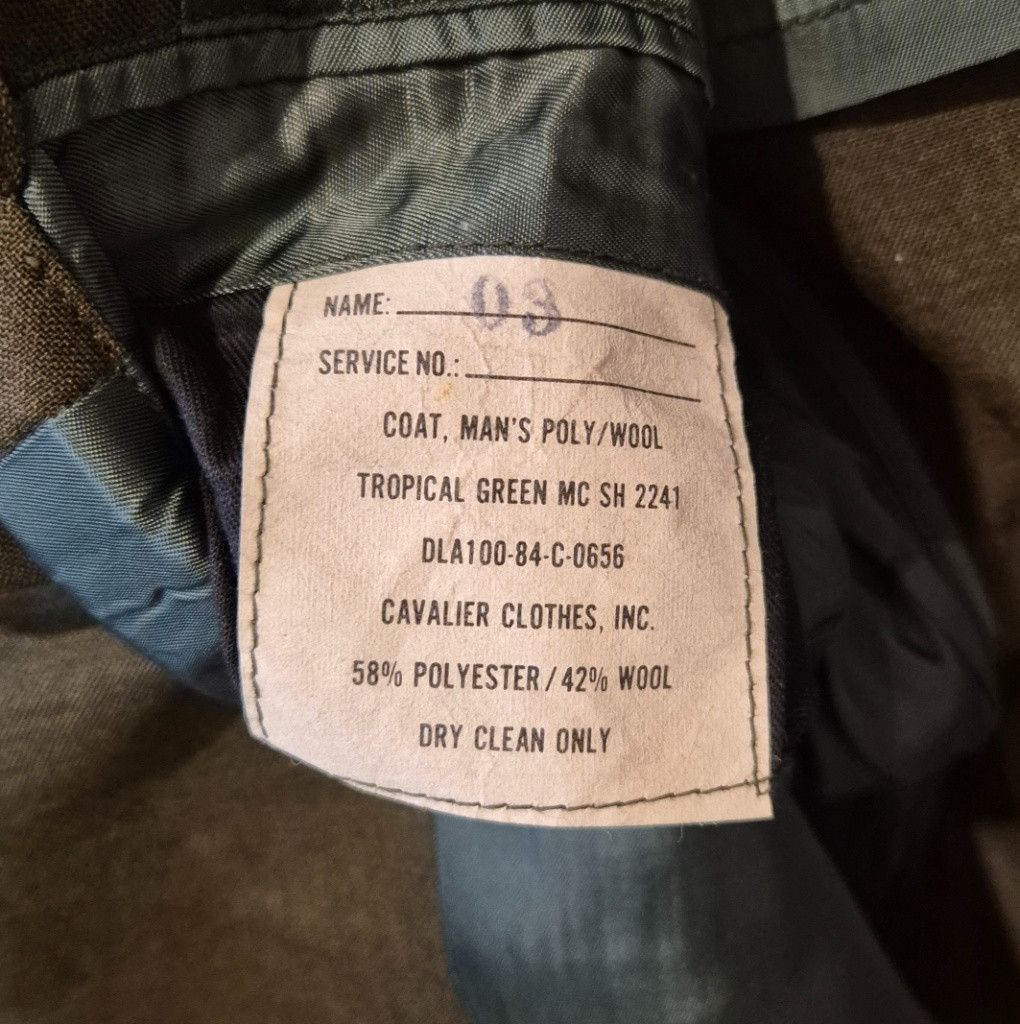 NAME: 03
SERVICE NO.:
COAT, MAN'S POLY/WOOL
TROPICAL GREEN MC SH 2241
DLA100-84-C-0656
CAVALIER CLOTHES, INC.
58% POLYESTER/42% WOOL
DRY CLEAN ONLY